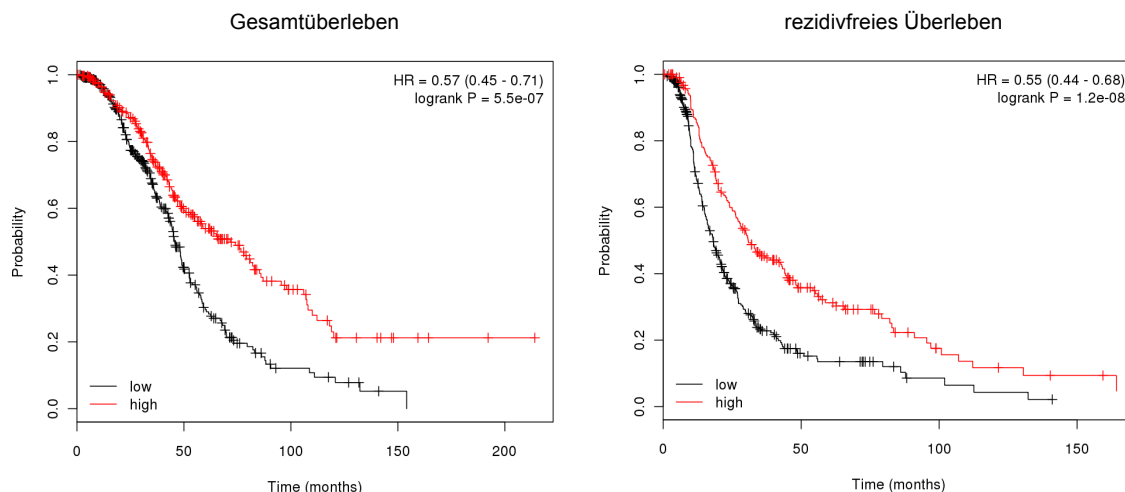 Gesamtüberleben
HR = 0.57 (0.45 - 0.71)
logrank P = 5.5e-07
Probability
1.0
0.8
0.6
0.4
0.2
0.0
low
high
0 50 100 150 200
Time (months)
rezidivfreies Überleben
HR = 0.55 (0.44 - 0.68)
logrank P = 1.2e-08
Probability
1.0
0.8
0.6
0.4
0.2
0.0
low
high
0 50 100 150
Time (months)